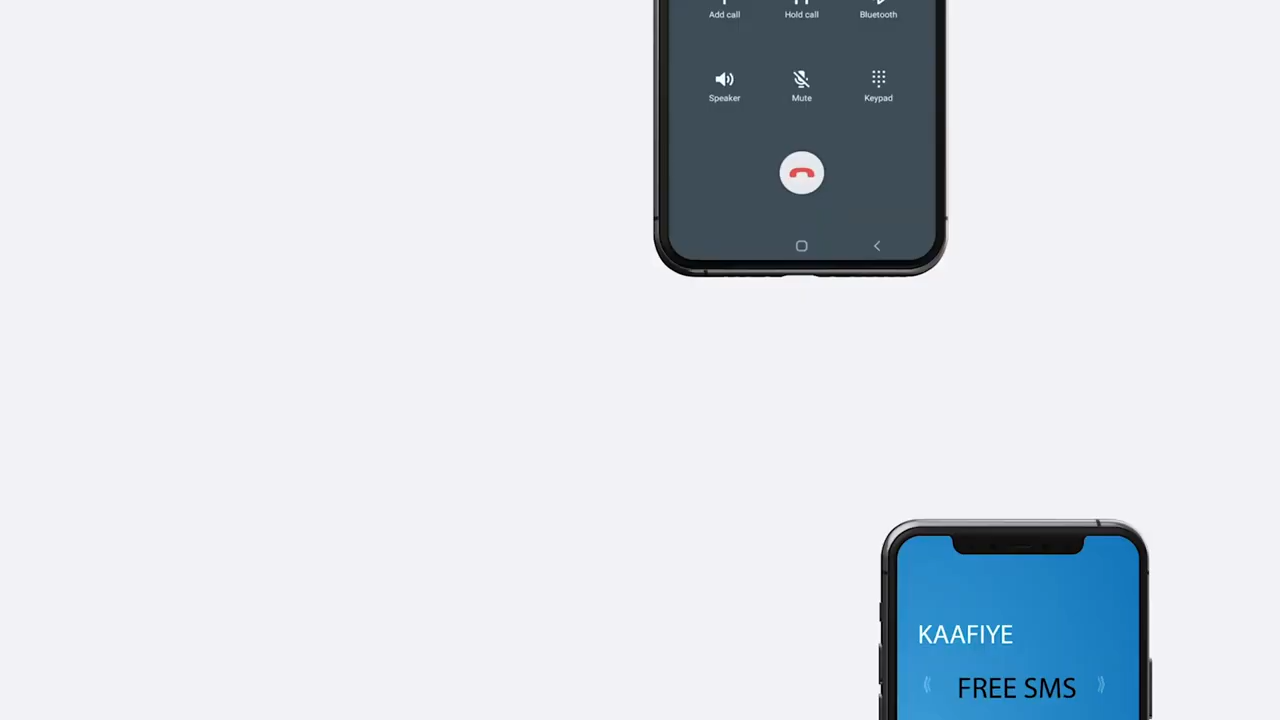 Add call Hold call Bluetooth
Speaker Mute Keypad
KAAFIYE
FREE SMS